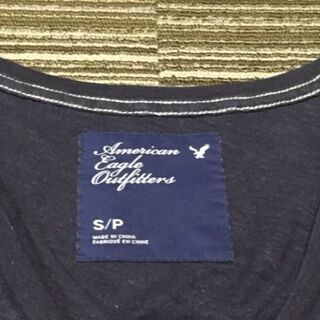 American
Eagle
Outfitters
S/P
MADE IN CHINA
FABRIQUÉ EN CHINE